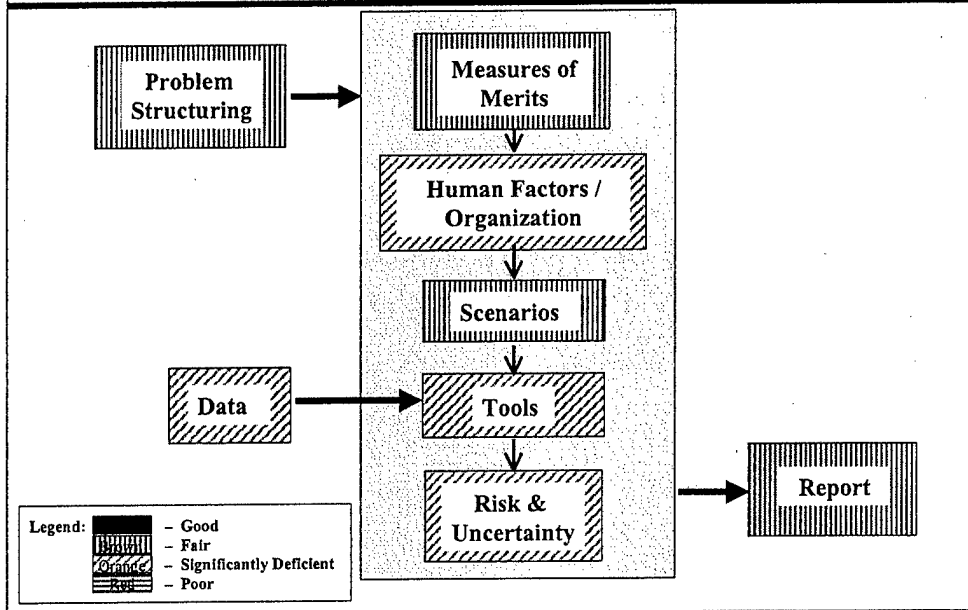 Problem
Structuring
Measures of
Merits
Human Factors /
Organization
Scenarios
Data
Tools
Risk &
Uncertainty
Report
Legend:
– Good
Brown – Fair
Orange – Significantly Deficient
Red – Poor